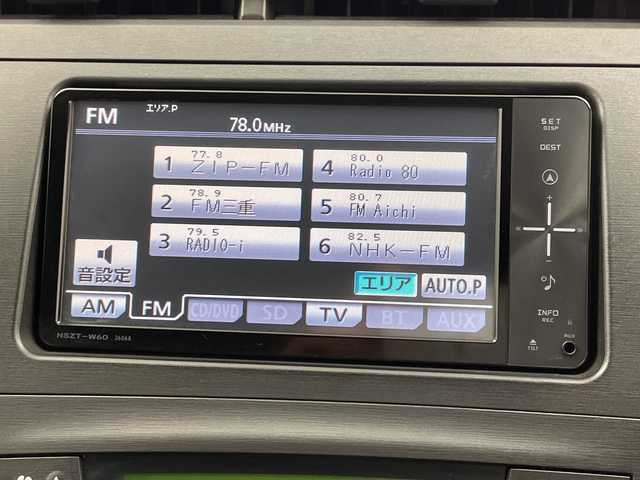 FM エリア.P
78.0MHz
1 77.8 ZIP-FM
4 80.0 Radio 80
2 78.9 FM三重
5 80.7 FM Aichi
3 79.5 RADIO-i
6 82.5 NHK-FM
音設定
エリア AUTO.P
AM FM CD/DVD SD TV BT AUX
NSZT-W60
SET
DISP
DEST
INFO
REC
TILT
AUX